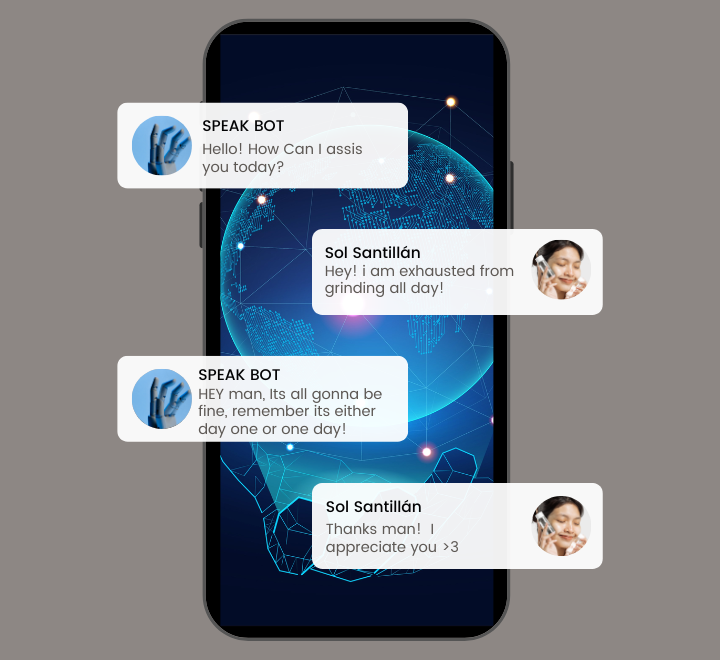 SPEAK BOT
Hello! How Can I assis
you today?
Sol Santillán
Hey! i am exhausted from
grinding all day!
SPEAK BOT
HEY man, Its all gonna be
fine, remember its either
day one or one day!
Sol Santillán
Thanks man!  I
appreciate you >3